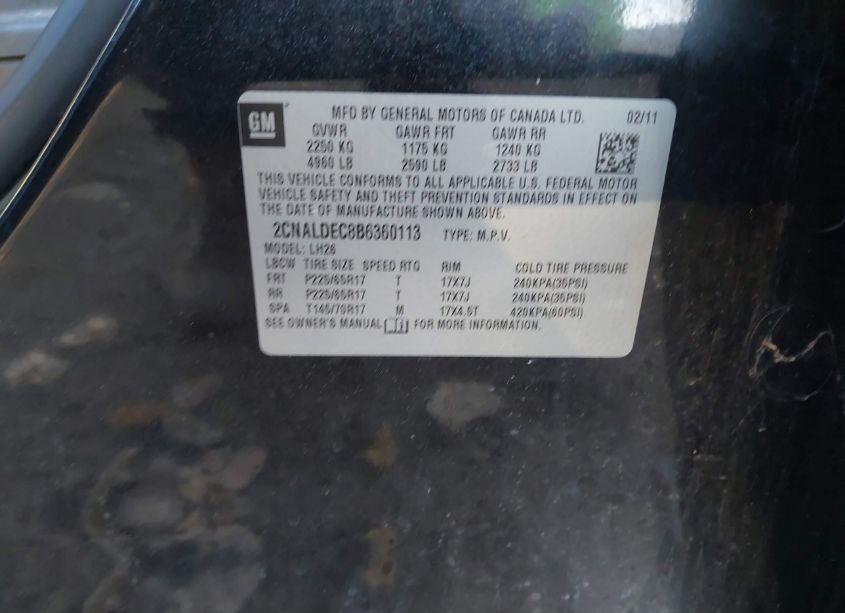 GM MFD BY GENERAL MOTORS OF CANADA LTD. 02/11
GVWR GAWR FRT GAWR RR
2250 KG 1175 KG 1240 KG
4960 LB 2590 LB 2733 LB
THIS VEHICLE CONFORMS TO ALL APPLICABLE U.S. FEDERAL MOTOR
VEHICLE SAFETY AND THEFT PREVENTION STANDARDS IN EFFECT ON
THE DATE OF MANUFACTURE SHOWN ABOVE.
2CNALDEC8B6360113 TYPE: M.P.V.
MODEL: LH26
LBCW TIRE SIZE SPEED RTG RIM COLD TIRE PRESSURE
FRT P225/65R17 T 17X7J 240KPA(35PSI)
RR P225/65R17 T 17X7J 240KPA(35PSI)
SPA T145/70R17 M 17X4.5T 420KPA(60PSI)
SEE OWNER'S MANUAL FOR MORE INFORMATION.